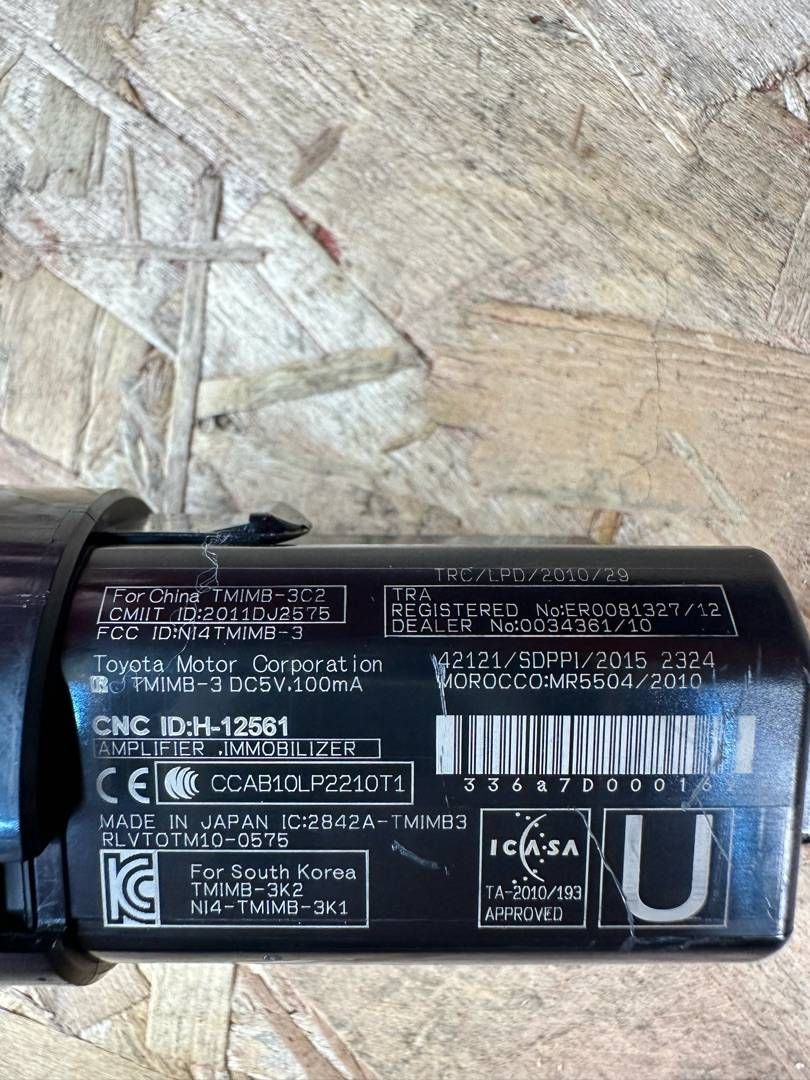 For China TMIMB-3C2
CMIIT ID:2011DJ2575
FCC ID:NI4TMIMB-3
Toyota Motor Corporation
R TMIMB-3 DC5V,100mA
CNC ID:H-12561
AMPLIFIER ,IMMOBILIZER
CE
CCAB10LP2210T1
MADE IN JAPAN IC:2842A-TMIMB3
RLVTOTM10-0575
KC
For South Korea
TMIMB-3K2
NI4-TMIMB-3K1
TRC/LPD/2010/29
TRA
REGISTERED No:ER0081327/12
DEALER No:0034361/10
42121/SDPPI/2015 2324
MOROCCO:MR5504/2010
ICASA
TA-2010/193
APPROVED
U